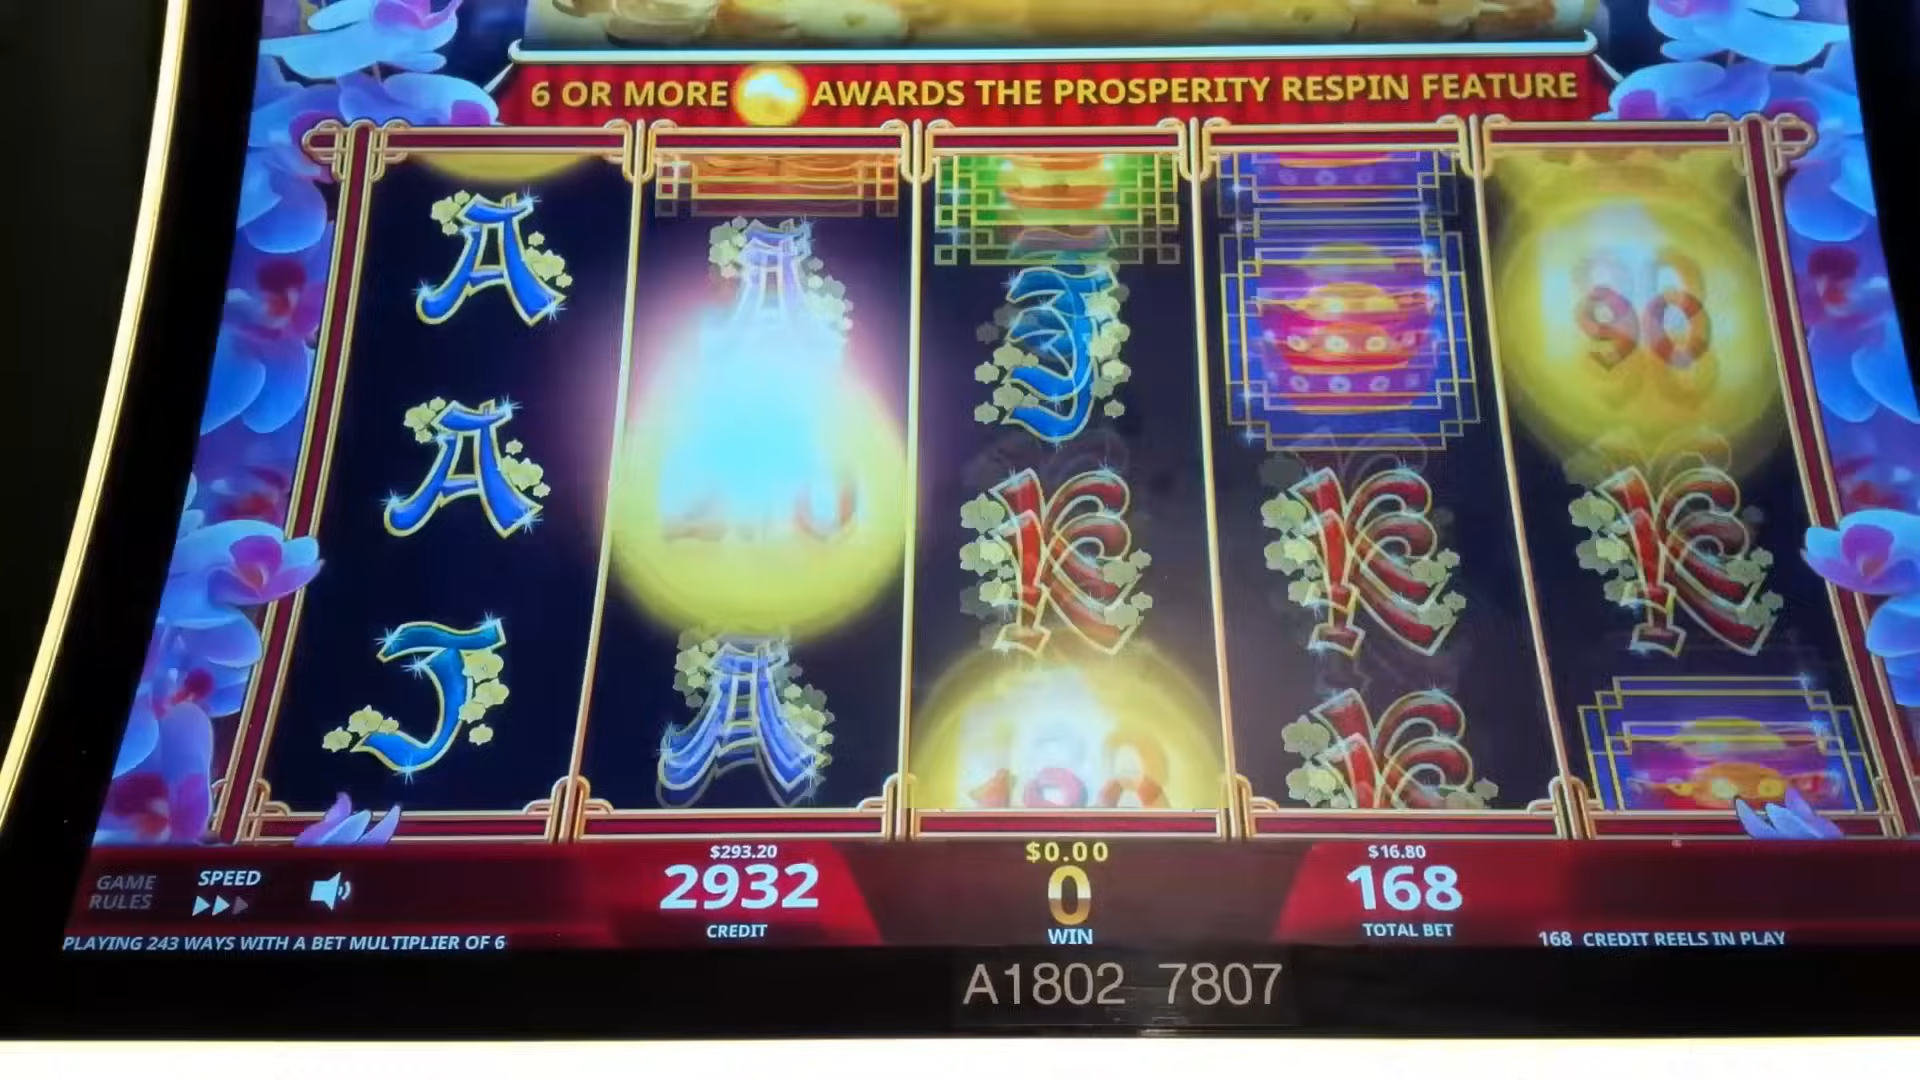 6 OR MORE AWARDS THE PROSPERITY RESPIN FEATURE
A
A
J
A
A
J
K
K
K
90
K
GAME RULES
SPEED
$293.20
2932
CREDIT
$0.00
0
WIN
$16.80
168
TOTAL BET
PLAYING 243 WAYS WITH A BET MULTIPLIER OF 6
168 CREDIT REELS IN PLAY
A1802 7807